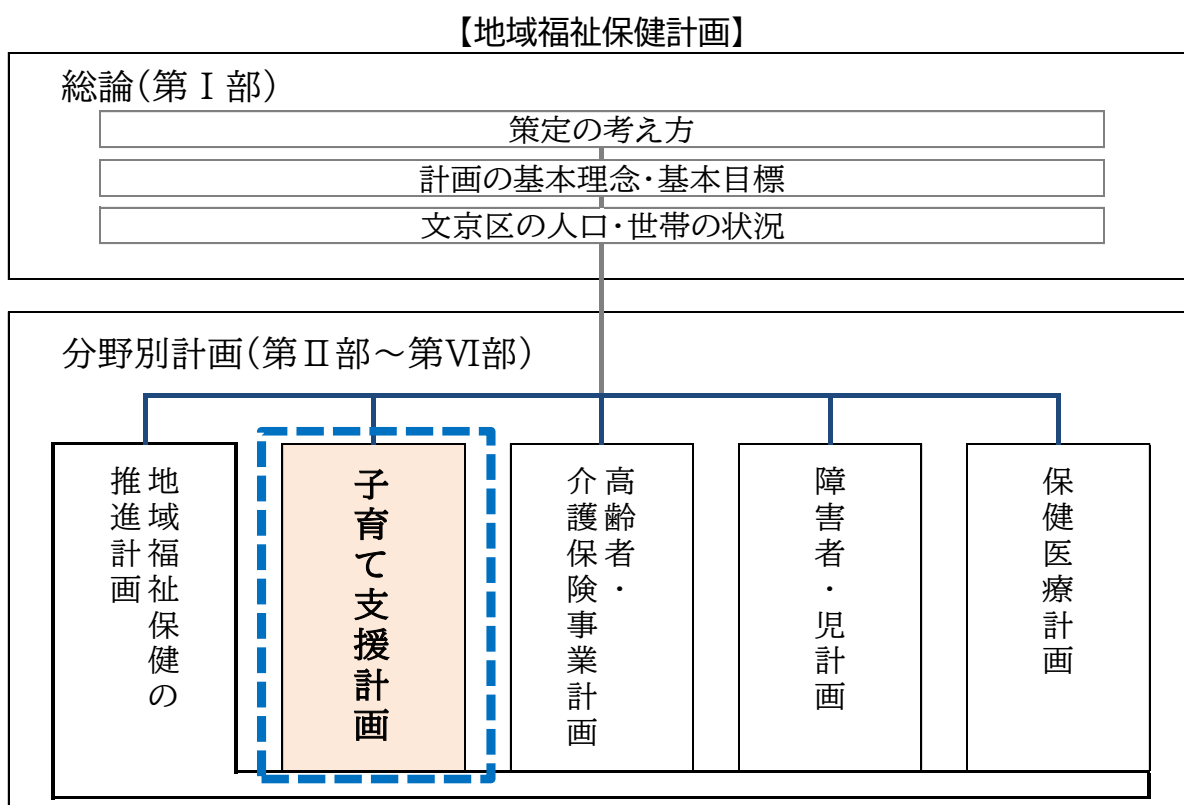 【地域福祉保健計画】
総論(第Ⅰ部)
策定の考え方
計画の基本理念・基本目標
文京区の人口・世帯の状況
分野別計画(第Ⅱ部～第Ⅵ部)
地域福祉保健の
推進計画
子育て支援計画
高齢者・
介護保険事業計画
障害者・児計画
保健医療計画